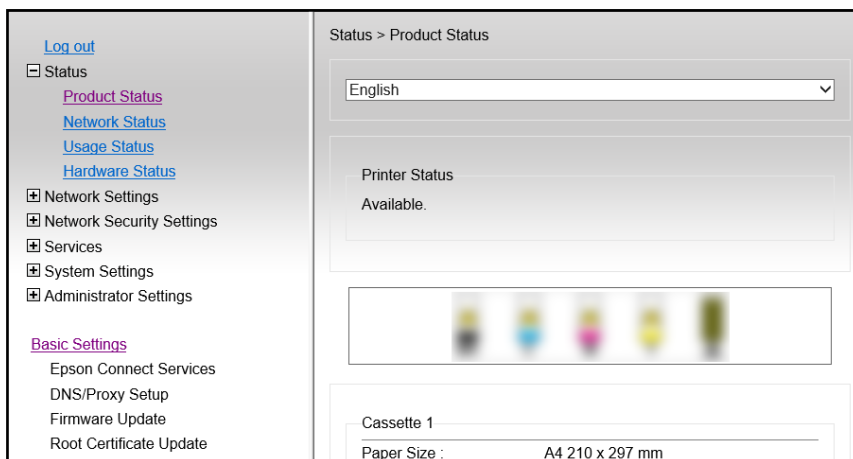 Log out
Status
Product Status
Network Status
Usage Status
Hardware Status
Network Settings
Network Security Settings
Services
System Settings
Administrator Settings
Basic Settings
Epson Connect Services
DNS/Proxy Setup
Firmware Update
Root Certificate Update
Status > Product Status
English
Printer Status
Available.
Cassette 1
Paper Size : A4 210 x 297 mm